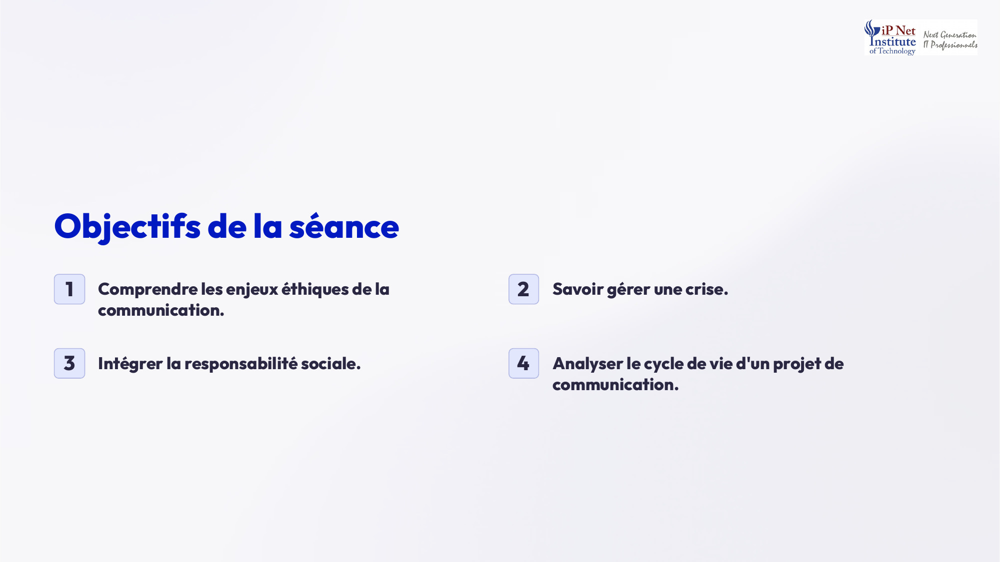 iP Net
Institute
of Technology
Next Generation
IT Professionnels
Objectifs de la séance
1
Comprendre les enjeux éthiques de la
communication.
2
Savoir gérer une crise.
3
Intégrer la responsabilité sociale.
4
Analyser le cycle de vie d'un projet de
communication.